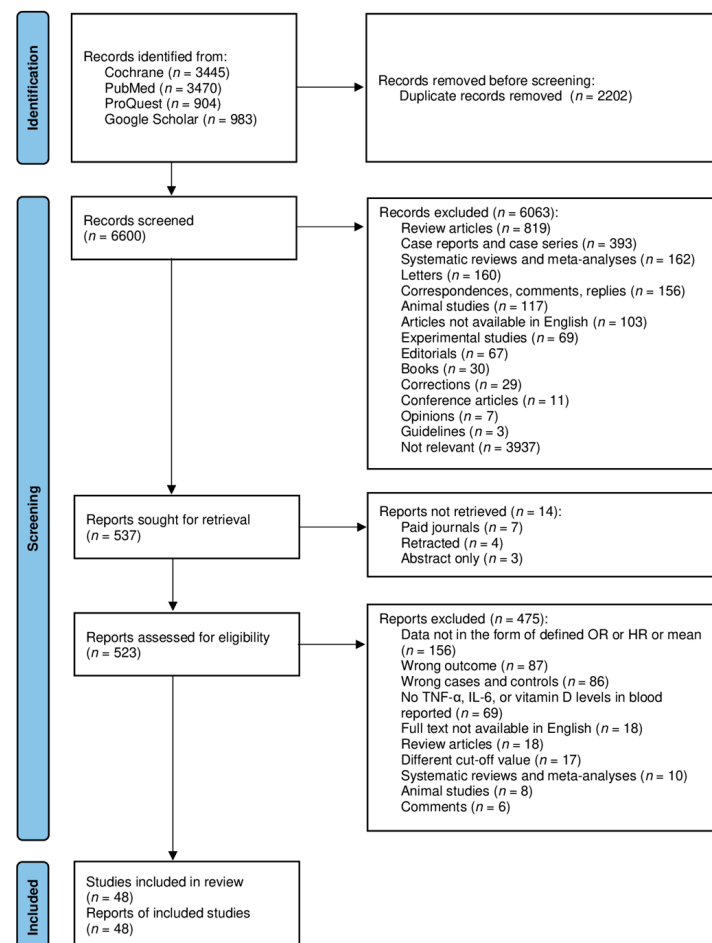 Identification
Records identified from:
Cochrane (n = 3445)
PubMed (n = 3470)
ProQuest (n = 904)
Google Scholar (n = 983)
Records removed before screening:
Duplicate records removed (n = 2202)
Screening
Records screened
(n = 6600)
Records excluded (n = 6063):
Review articles (n = 819)
Case reports and case series (n = 393)
Systematic reviews and meta-analyses (n = 162)
Letters (n = 160)
Correspondences, comments, replies (n = 156)
Animal studies (n = 117)
Articles not available in English (n = 103)
Experimental studies (n = 69)
Editorials (n = 67)
Books (n = 30)
Corrections (n = 29)
Conference articles (n = 11)
Opinions (n = 7)
Guidelines (n = 3)
Not relevant (n = 3937)
Reports sought for retrieval
(n = 537)
Reports not retrieved (n = 14):
Paid journals (n = 7)
Retracted (n = 4)
Abstract only (n = 3)
Reports assessed for eligibility
(n = 523)
Reports excluded (n = 475):
Data not in the form of defined OR or HR or mean
(n = 156)
Wrong outcome (n = 87)
Wrong cases and controls (n = 86)
No TNF-α, IL-6, or vitamin D levels in blood
reported (n = 69)
Full text not available in English (n = 18)
Review articles (n = 18)
Different cut-off value (n = 17)
Systematic reviews and meta-analyses (n = 10)
Animal studies (n = 8)
Comments (n = 6)
Included
Studies included in review
(n = 48)
Reports of included studies
(n = 48)